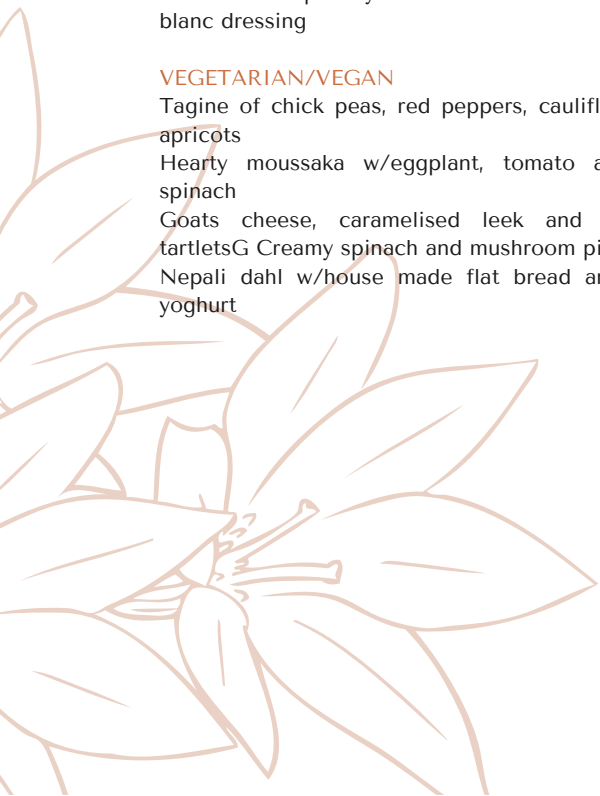 blanc dressing
VEGETARIAN/VEGAN
Tagine of chick peas, red peppers,
apricots
Hearty moussaka w/eggplant, tomato
spinach
Goats cheese, caramelised leek and
tartletsG Creamy spinach and mushroom
Nepali dahl w/house made flat bread
yoghurt